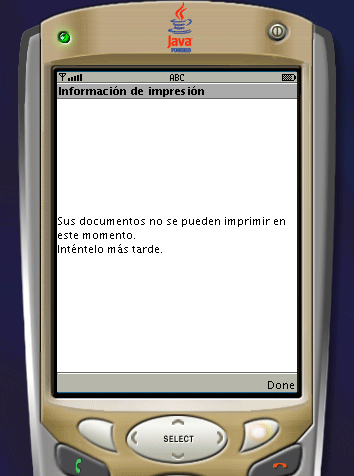 Java
POWERED
ABC
Información de impresión
Sus documentos no se pueden imprimir en
este momento.
Inténtelo más tarde.
Done
SELECT